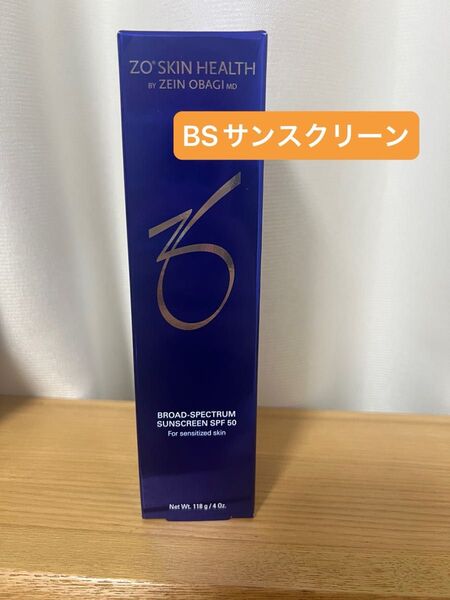 ZO® SKIN HEALTH
BY ZEIN OBAGI MD
BSサンスクリーン
BROAD-SPECTRUM
SUNSCREEN SPF 50
For sensitized skin
Net Wt. 118 g / 4 Oz.